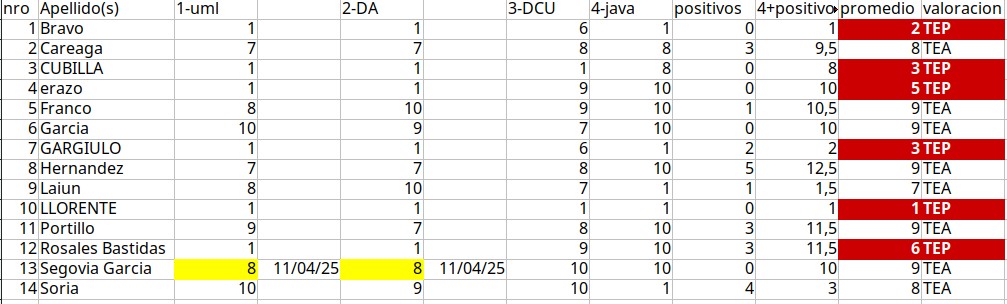 nro Apellido(s) 1-uml 2-DA 3-DCU 4-java positivos 4+positivo promedio valoracion
1 Bravo 1 1 6 1 0 1 2 TEP
2 Careaga 7 7 8 8 3 9,5 8 TEA
3 CUBILLA 1 1 1 8 0 8 3 TEP
4 erazo 1 1 9 10 0 10 5 TEP
5 Franco 8 10 9 10 1 10,5 9 TEA
6 Garcia 10 9 7 10 0 10 9 TEA
7 GARGIULO 1 1 6 1 2 2 3 TEP
8 Hernandez 7 7 8 10 5 12,5 9 TEA
9 Laiun 8 10 7 1 1 1,5 7 TEA
10 LLORENTE 1 1 1 1 0 1 1 TEP
11 Portillo 9 7 8 10 3 11,5 9 TEA
12 Rosales Bastidas 1 1 9 10 3 11,5 6 TEP
13 Segovia Garcia 8 11/04/25 8 11/04/25 10 10 0 10 9 TEA
14 Soria 10 9 10 1 4 3 8 TEA